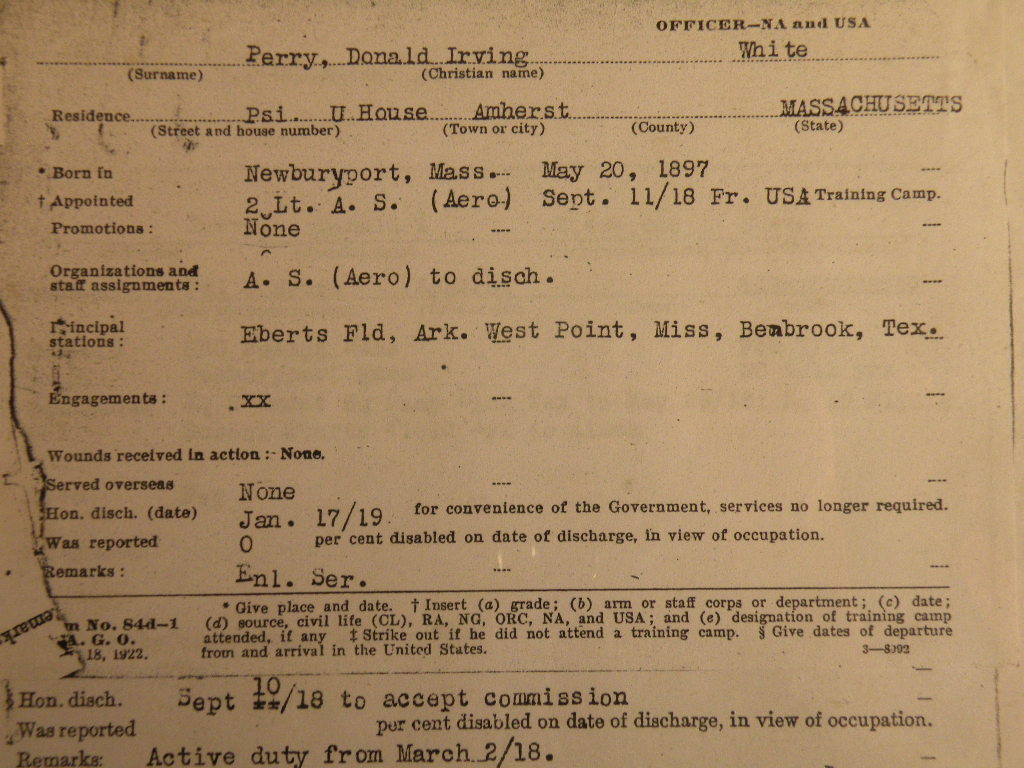 OFFICER—NA and USA
Perry, Donald Irving White
(Surname) (Christian name)
Residence Psi. U House Amherst MASSACHUSETTS
(Street and house number) (Town or city) (County) (State)
* Born in Newburyport, Mass. May 20, 1897
† Appointed 2 Lt. A. S. (Aero) Sept. 11/18 Fr. USA Training Camp.
Promotions: None
Organizations and
staff assignments: A. S. (Aero) to disch.
Principal
stations: Eberts Fld, Ark. West Point, Miss, Bembrook, Tex.
Engagements: xx
Wounds received in action:- None.
Served overseas None
Hon. disch. (date) Jan. 17/19 for convenience of the Government, services no longer required.
Was reported 0 per cent disabled on date of discharge, in view of occupation.
Remarks: Enl. Ser.
* Give place and date. † Insert (a) grade; (b) arm or staff corps or department; (c) date;
(d) source, civil life (CL), RA, NG, ORC, NA, and USA; and (e) designation of training camp
attended, if any ‡ Strike out if he did not attend a training camp. § Give dates of departure
from and arrival in the United States.
m No. 84d-1
A. G. O.
18, 1922.
Hon. disch. Sept 10/18 to accept commission
Was reported per cent disabled on date of discharge, in view of occupation.
Remarks: Active duty from March 2/18.